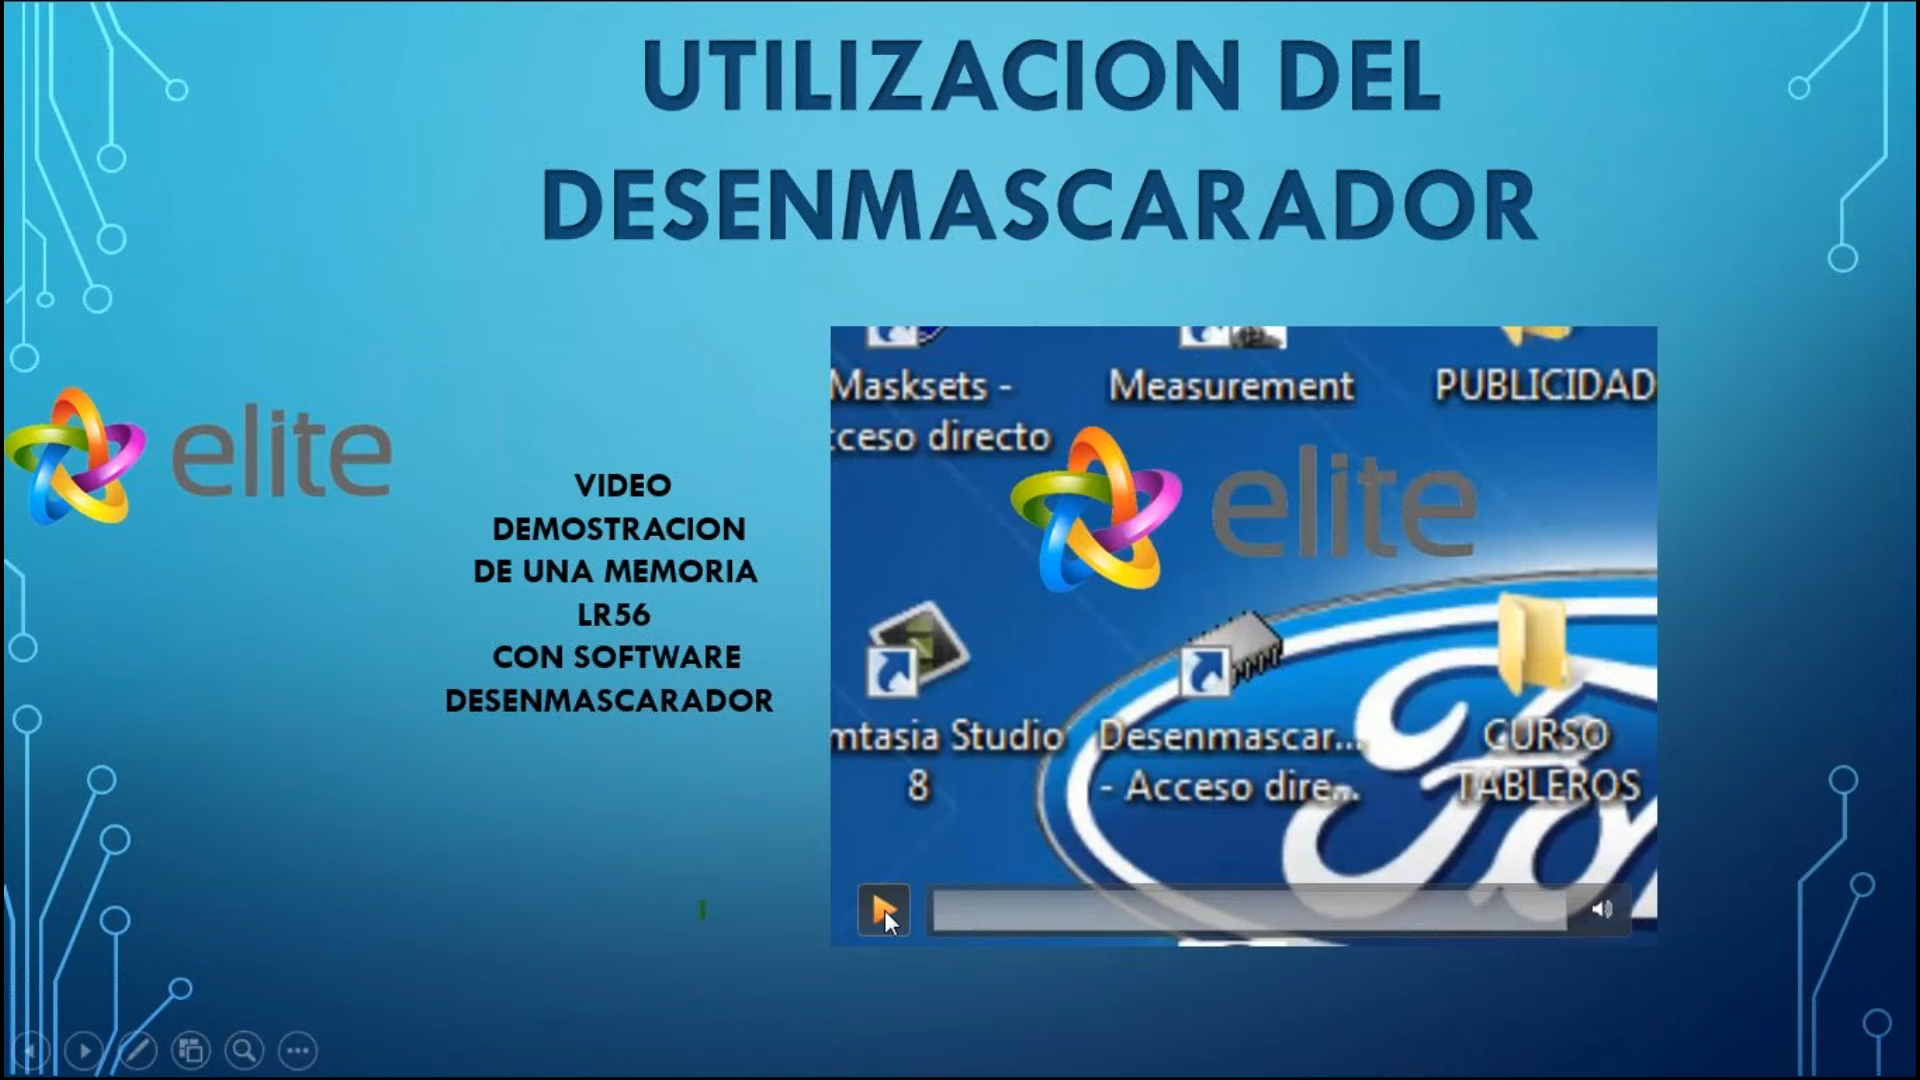 UTILIZACION DEL
DESENMASCARADOR
elite
VIDEO
DEMOSTRACION
DE UNA MEMORIA
LR56
CON SOFTWARE
DESENMASCARADOR
Masksets -
cceso directo
Measurement
PUBLICIDAD
elite
mtasia Studio
8
Desenmascar...
- Acceso dire...
CURSO
TABLEROS